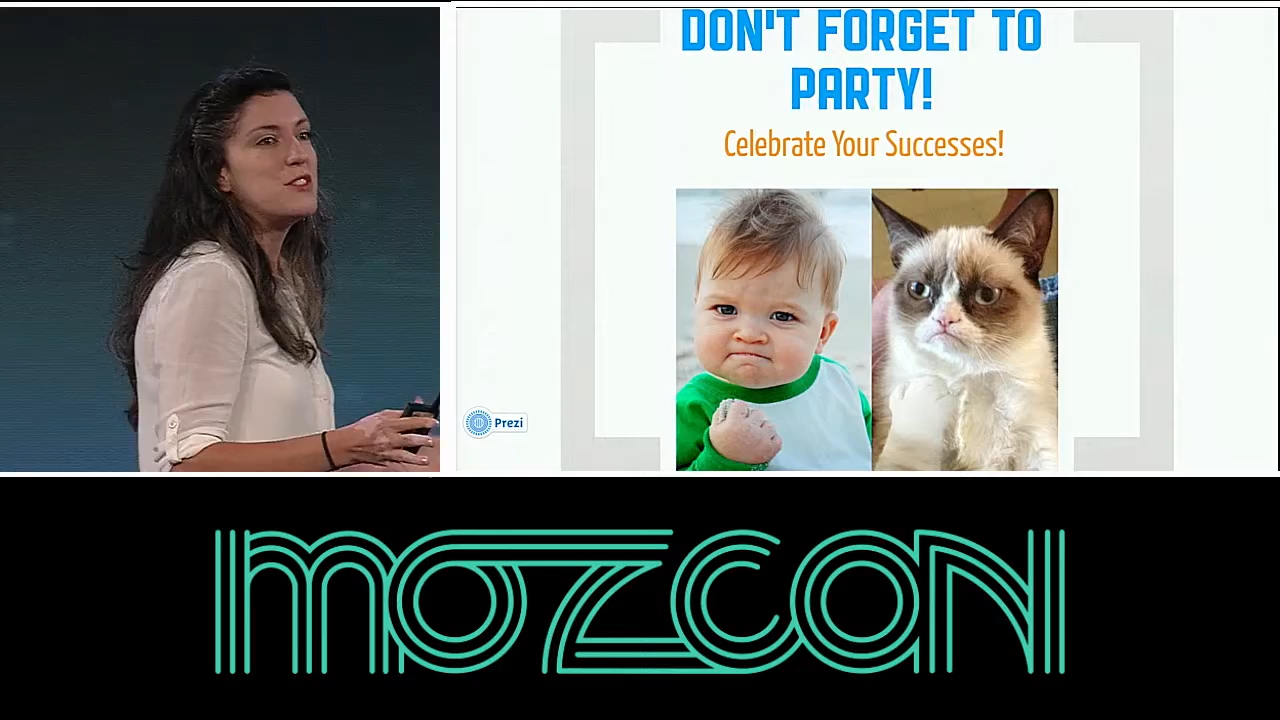 DON'T FORGET TO
PARTY!
Celebrate Your Successes!
Prezi
mozcon